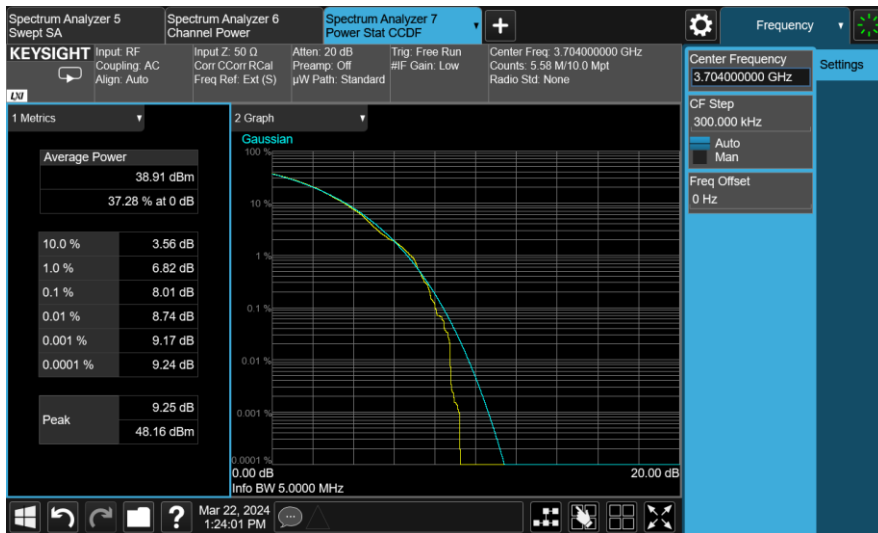 Spectrum Analyzer 5
Swept SA
Spectrum Analyzer 6
Channel Power
Spectrum Analyzer 7
Power Stat CCDF
Frequency
KEYSIGHT
LXI
Input: RF
Coupling: AC
Align: Auto
Input Z: 50 Ω
Corr CCorr RCal
Freq Ref: Ext (S)
Atten: 20 dB
Preamp: Off
µW Path: Standard
Trig: Free Run
#IF Gain: Low
Center Freq: 3.704000000 GHz
Counts: 5.58 M/10.0 Mpt
Radio Std: None
Center Frequency
3.704000000 GHz
Settings
CF Step
300.000 kHz
Auto
Man
Freq Offset
0 Hz
1 Metrics
Average Power
38.91 dBm
37.28 % at 0 dB
10.0 % 3.56 dB
1.0 % 6.82 dB
0.1 % 8.01 dB
0.01 % 8.74 dB
0.001 % 9.17 dB
0.0001 % 9.24 dB
Peak
9.25 dB
48.16 dBm
2 Graph
Gaussian
100 %
10 %
1 %
0.1 %
0.01 %
0.001 %
0.0001 %
0.00 dB
20.00 dB
Info BW 5.0000 MHz
?
Mar 22, 2024
1:24:01 PM